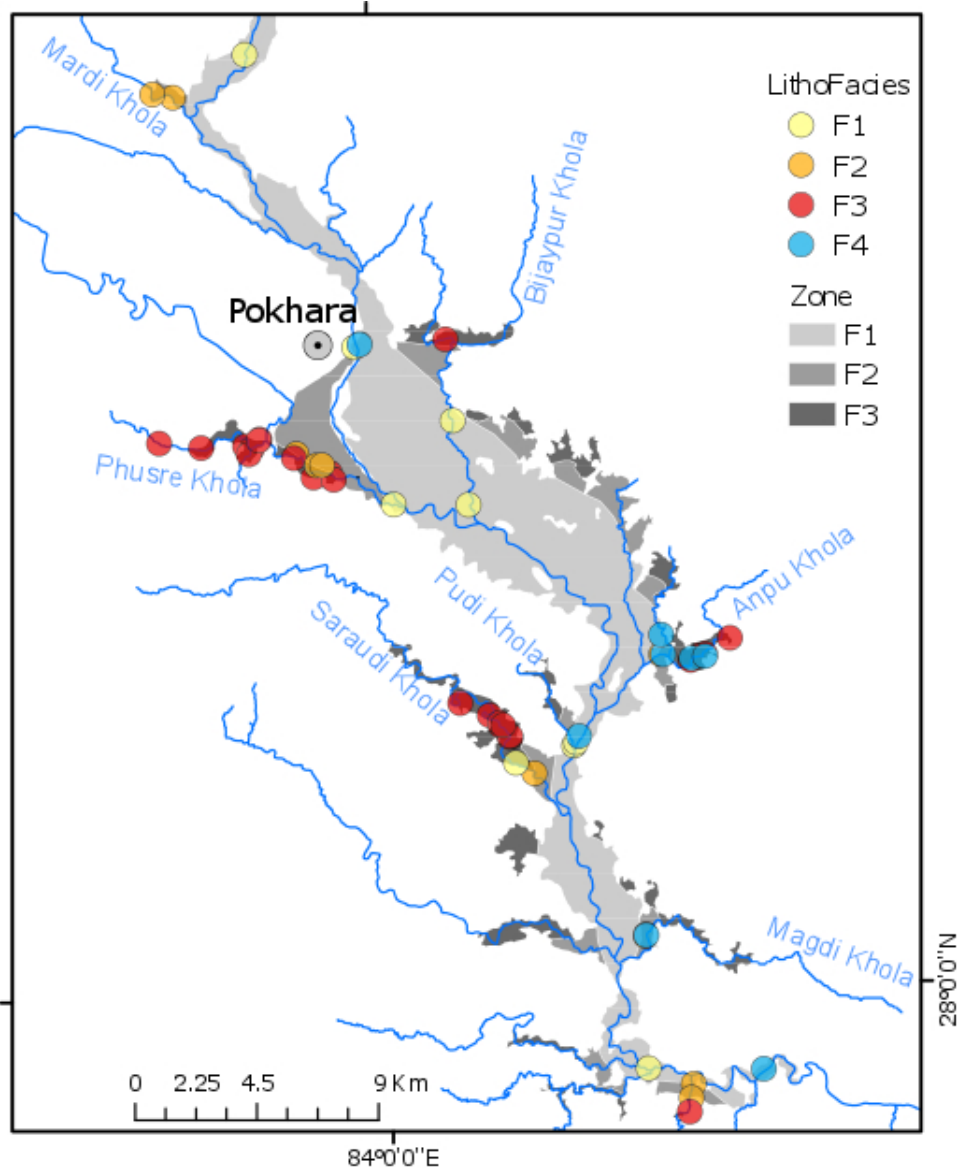 Mardi Khola
LithoFacies
F1
F2
F3
F4
Bijaypur Khola
Zone
F1
F2
F3
Pokhara
Phusre Khola
Pudi Khola
Anpu Khola
Saraudi Khola
Magdi Khola
28°0'0"N
0 2.25 4.5 9 Km
84°0'0"E